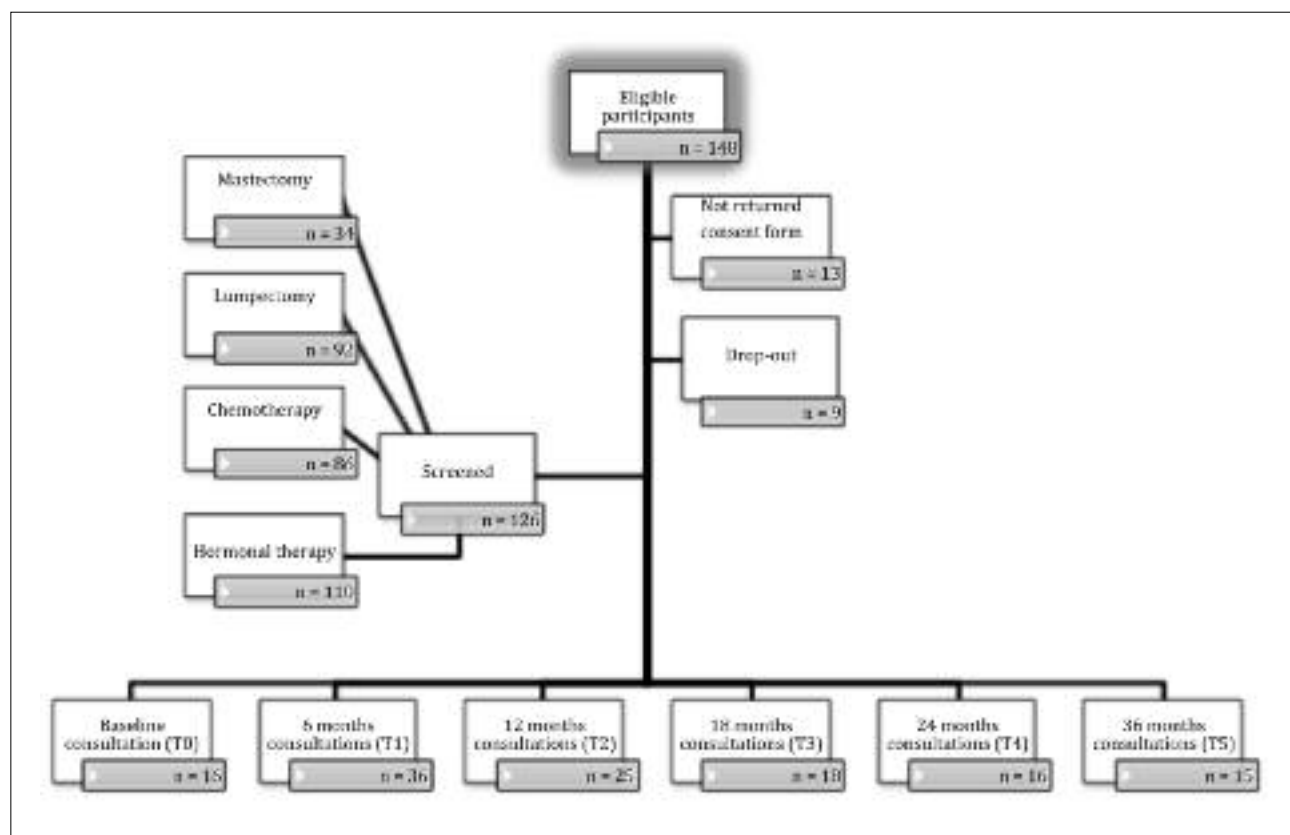 Eligible
participants
n = 148
Mastectomy
n = 34
Not returned
consent form
n = 13
Lumpectomy
n = 92
Drop-out
n = 9
Chemotherapy
n = 86
Screened
n = 126
Hormonal therapy
n = 110
Baseline
consultation (T0)
n = 16
6 months
consultations (T1)
n = 36
12 months
consultations (T2)
n = 25
18 months
consultations (T3)
n = 18
24 months
consultations (T4)
n = 16
36 months
consultations (T5)
n = 15